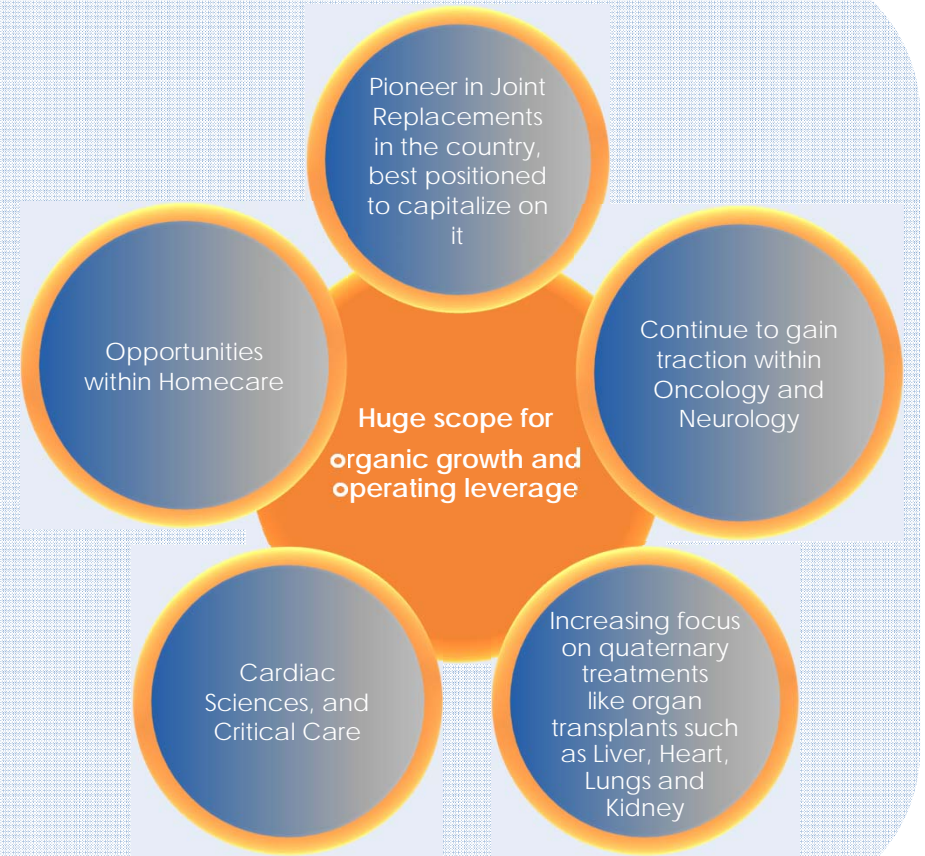 Pioneer in Joint
Replacements
in the country,
best positioned
to capitalize on
it
Opportunities
within Homecare
Continue to gain
traction within
Oncology and
Neurology
Huge scope for
organic growth and
operating leverage
Cardiac
Sciences, and
Critical Care
Increasing focus
on quaternary
treatments
like organ
transplants such
as Liver, Heart,
Lungs and
Kidney